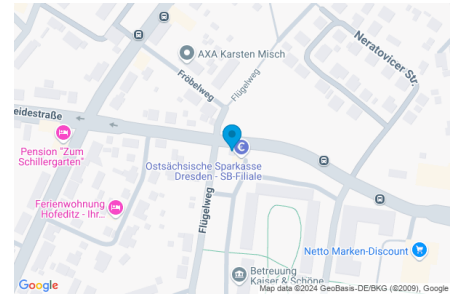 AXA Karsten Misch
Neratovicer Str.
Fröbelweg
Flügelweg
eidestraße
Pension "Zum
Schillergarten"
Ostsächsische Sparkasse
Dresden - SB-Filiale
Ferienwohnung
Hofeditz - Ihr...
Flügelweg
Netto Marken-Discount
Betreuung
Kaiser & Schöne
Google
Map data ©2024 GeoBasis-DE/BKG (©2009), Google